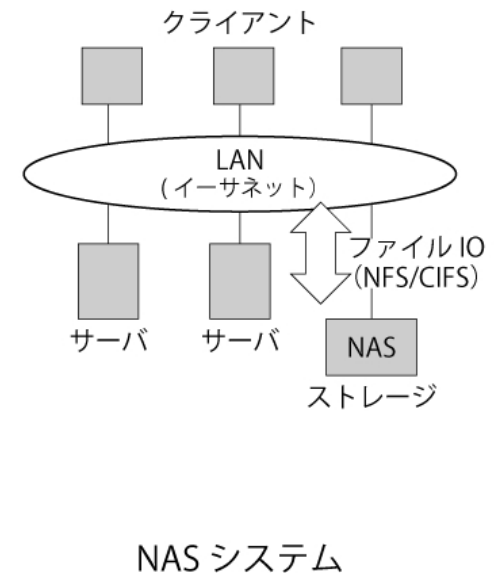 クライアント
LAN
(イーサネット)
ファイル IO
(NFS/CIFS)
サーバ
サーバ
NAS
ストレージ
NAS システム